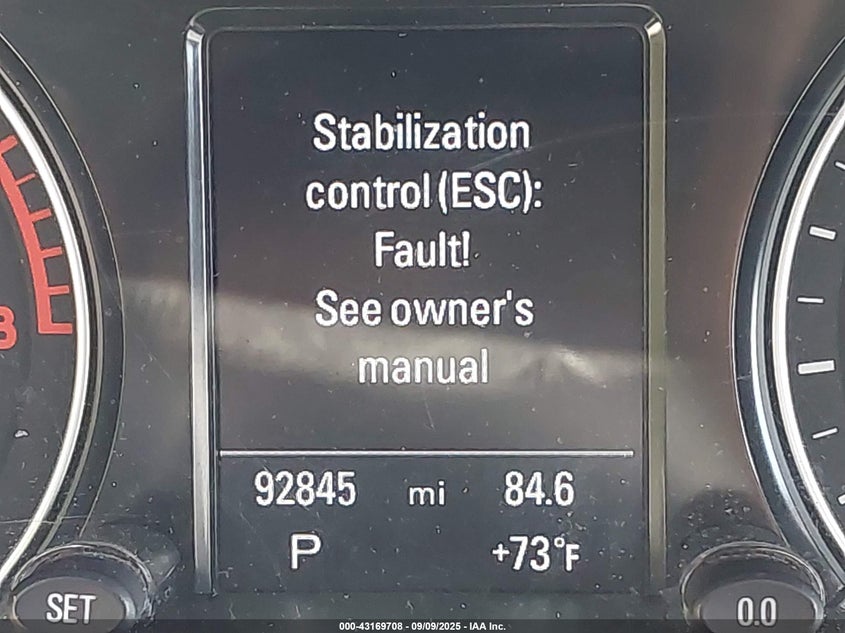 Stabilization
control (ESC):
Fault!
See owner's
manual
92845 mi 84.6
P +73°F
8
SET
0.0
000-43169708 - 09/09/2025 - IAA Inc.